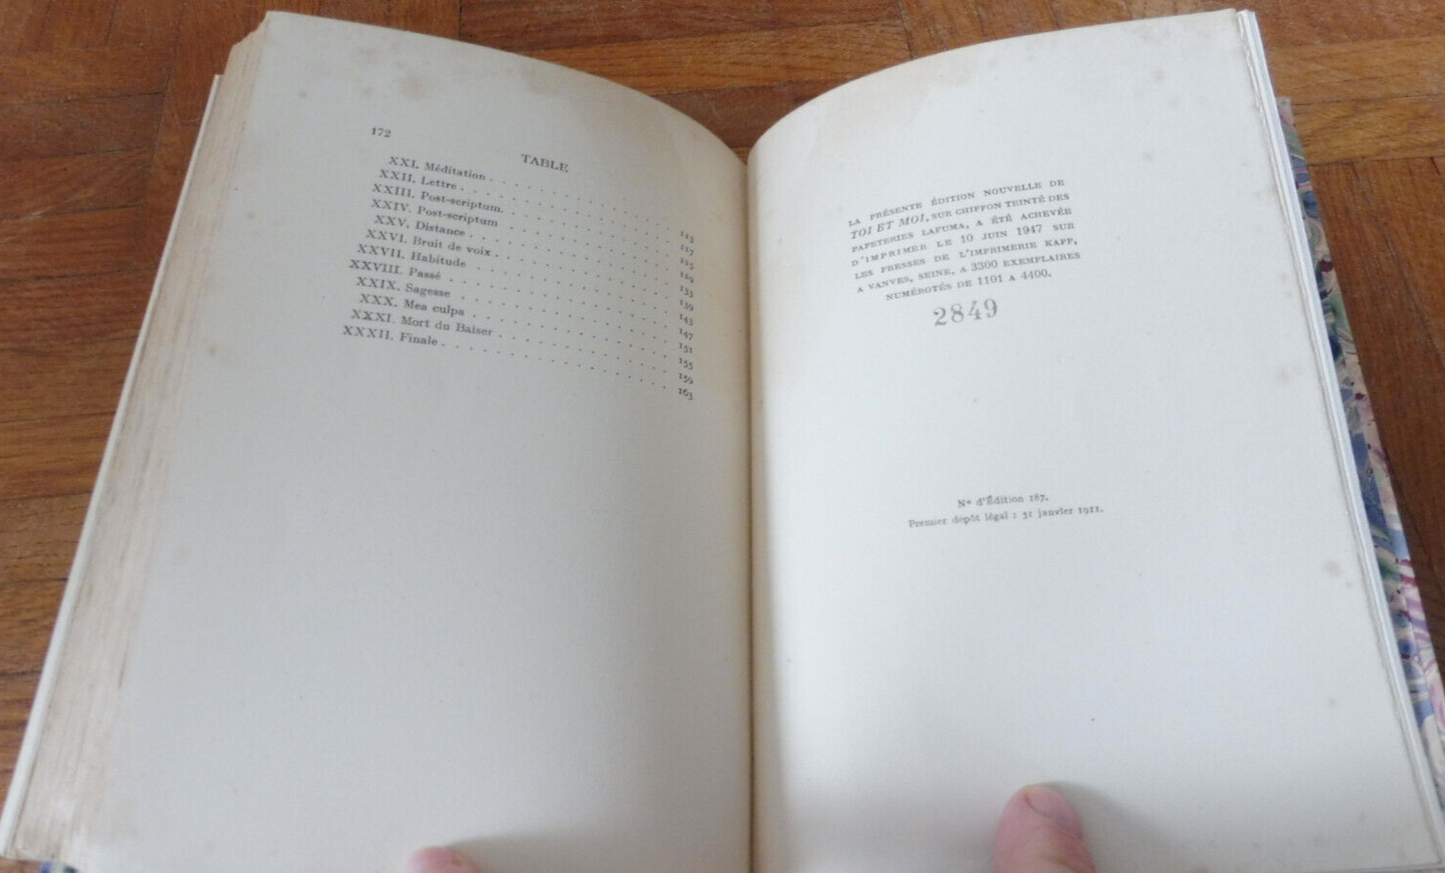 172
TABLE
XXI. Méditation . . . . . . . . . . . . 113
XXII. Lettre . . . . . . . . . . . . 117
XXIII. Post-scriptum. . . . . . . . . . . . 125
XXIV. Post-scriptum . . . . . . . . . . . . 129
XXV. Distance . . . . . . . . . . . . 133
XXVI. Bruit de voix . . . . . . . . . . . . 139
XXVII. Habitude . . . . . . . . . . . . 143
XXVIII. Passé . . . . . . . . . . . . 147
XXIX. Sagesse . . . . . . . . . . . . 151
XXX. Mea culpa . . . . . . . . . . . . 155
XXXI. Mort du Baiser . . . . . . . . . . . . 159
XXXII. Finale . . . . . . . . . . . . 163
LA PRÉSENTE ÉDITION NOUVELLE DE
TOI ET MOI, SUR CHIFFON TEINTÉ DES
PAPETERIES LAFUMA, A ÉTÉ ACHEVÉE
D'IMPRIMER LE 10 JUIN 1947 SUR
LES PRESSES DE L'IMPRIMERIE KAPP,
A VANVES, SEINE, A 3300 EXEMPLAIRES
NUMÉROTÉS DE 1101 A 4400.
2849
No d'Édition 187.
Premier dépôt légal : 31 janvier 1911.